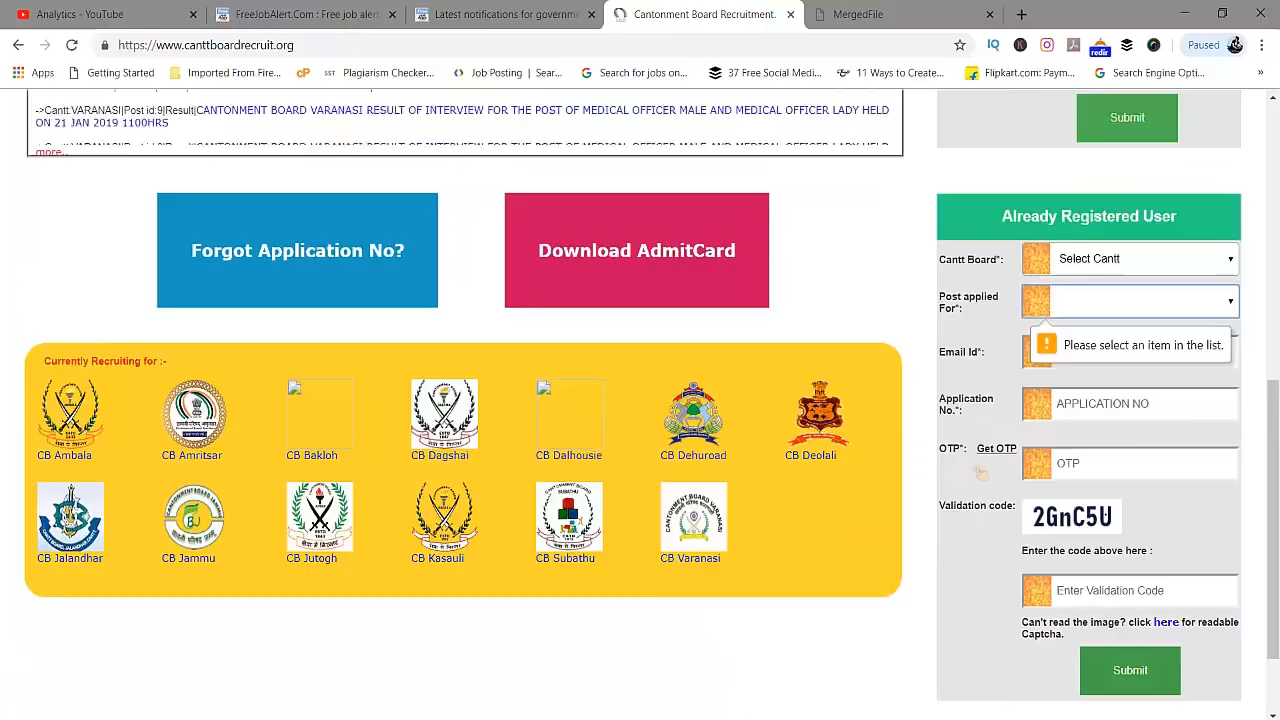 Analytics - YouTube
FreeJobAlert.Com : Free job alert
Latest notifications for governme
Cantonment Board Recruitment.
MergedFile
https://www.canttboardrecruit.org
Paused
redir
Apps
Getting Started
Imported From Fire...
Plagiarism Checker...
Job Posting | Sear...
Search for jobs on...
37 Free Social Medi...
11 Ways to Creat...
Flipkart.com: Paym...
Search Engine Opti...
->Cantt:VARANASI|Post id:9|Result|CANTONMENT BOARD VARANASI RESULT OF INTERVIEW FOR THE POST OF MEDICAL OFFICER MALE AND MEDICAL OFFICER LADY HELD
ON 21 JAN 2019 1100HRS
more..
Submit
Forgot Application No?
Download AdmitCard
Already Registered User
Cantt Board*:
Select Cantt
Post applied
For*:
Please select an item in the list.
Email Id*:
Application
No.*:
APPLICATION NO
OTP*:
Get OTP
OTP
Validation code:
2GnC5U
Enter the code above here :
Enter Validation Code
Can't read the image? click here for readable
Captcha.
Submit
Currently Recruiting for :-
CB Ambala
CB Amritsar
CB Bakloh
CB Dagshai
CB Dalhousie
CB Dehuroad
CB Deolali
CB Jalandhar
CB Jammu
CB Jutogh
CB Kasauli
CB Subathu
CB Varanasi